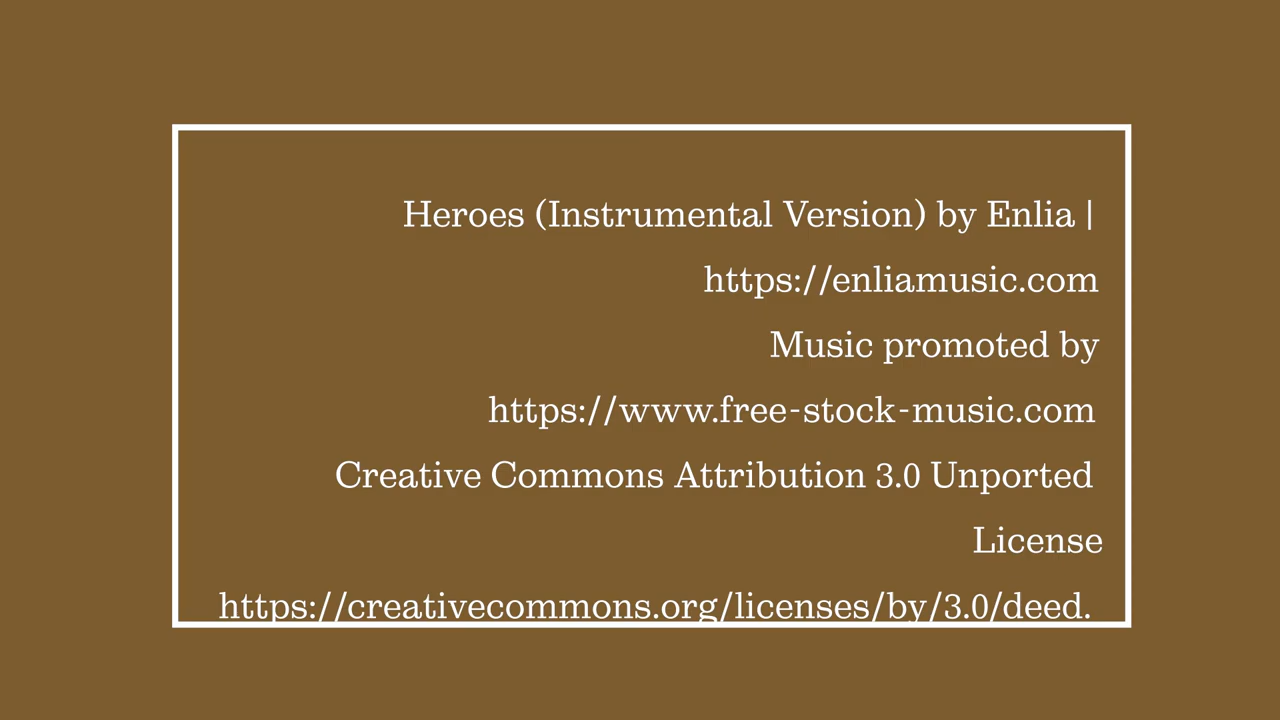 Heroes (Instrumental Version) by Enlia |
https://enliamusic.com
Music promoted by
https://www.free-stock-music.com
Creative Commons Attribution 3.0 Unported
License
https://creativecommons.org/licenses/by/3.0/deed.